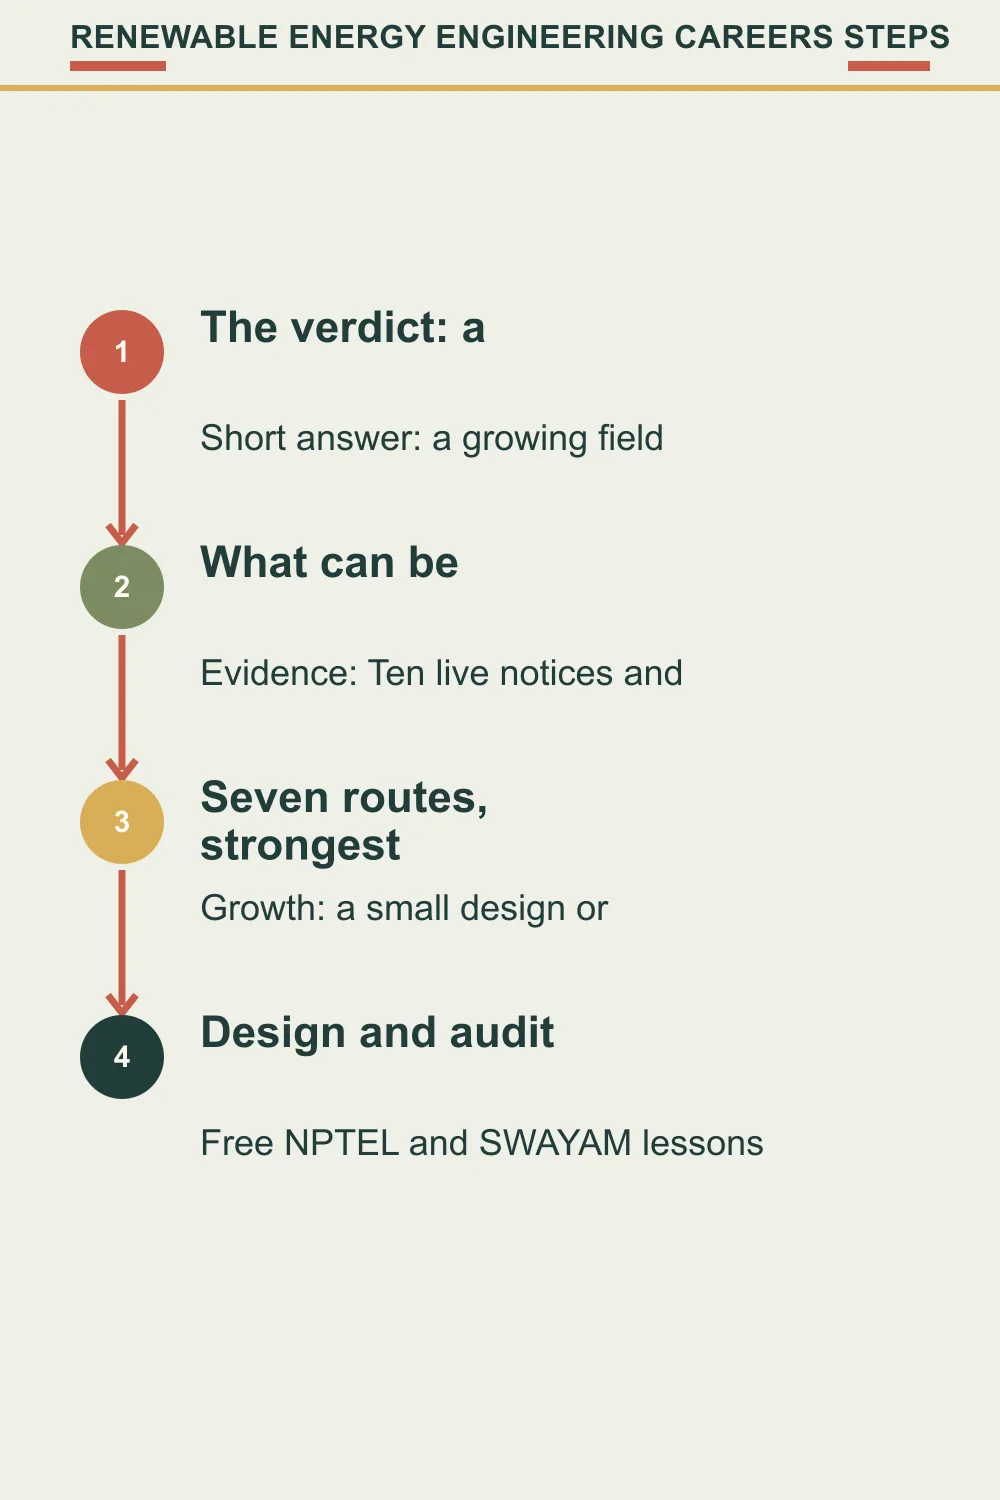 RENEWABLE ENERGY ENGINEERING CAREERS STEPS
1
The verdict: a
Short answer: a growing field
2
What can be
Evidence: Ten live notices and
3
Seven routes,
strongest
Growth: a small design or
4
Design and audit
Free NPTEL and SWAYAM lessons